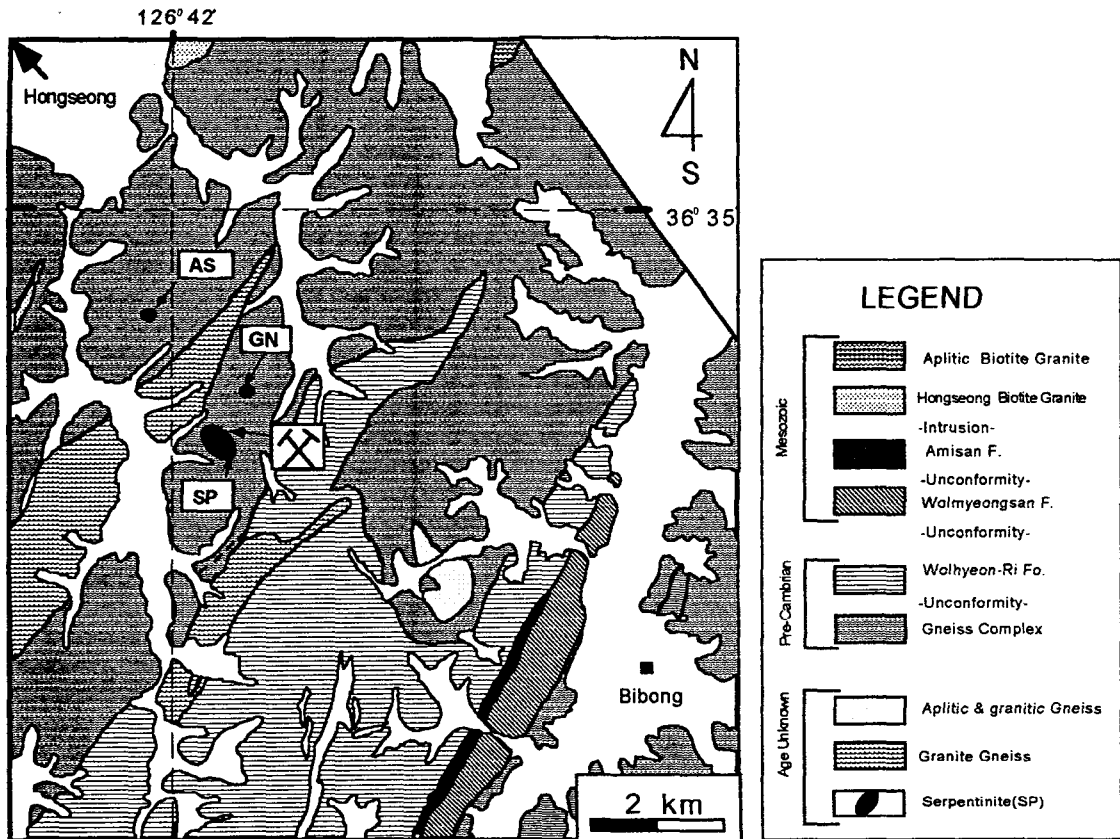 126° 42'
Hongseong
N
S
36° 35
AS
GN
SP
Bibong
2 km
LEGEND
Mesozoic
Aplitic Biotite Granite
Hongseong Biotite Granite
-Intrusion-
Amisan F.
-Unconformity-
Wolmyeongsan F.
-Unconformity-
Pre-Cambrian
Wolhyeon-Ri Fo.
-Unconformity-
Gneiss Complex
Age Unknown
Aplitic & granitic Gneiss
Granite Gneiss
Serpentinite(SP)